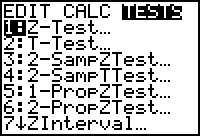 EDIT CALC TESTS
1:Z-Test…
2:T-Test…
3:2-SampZTest…
4:2-SampTTest…
5:1-PropZTest…
6:2-PropZTest…
7↓ZInterval…